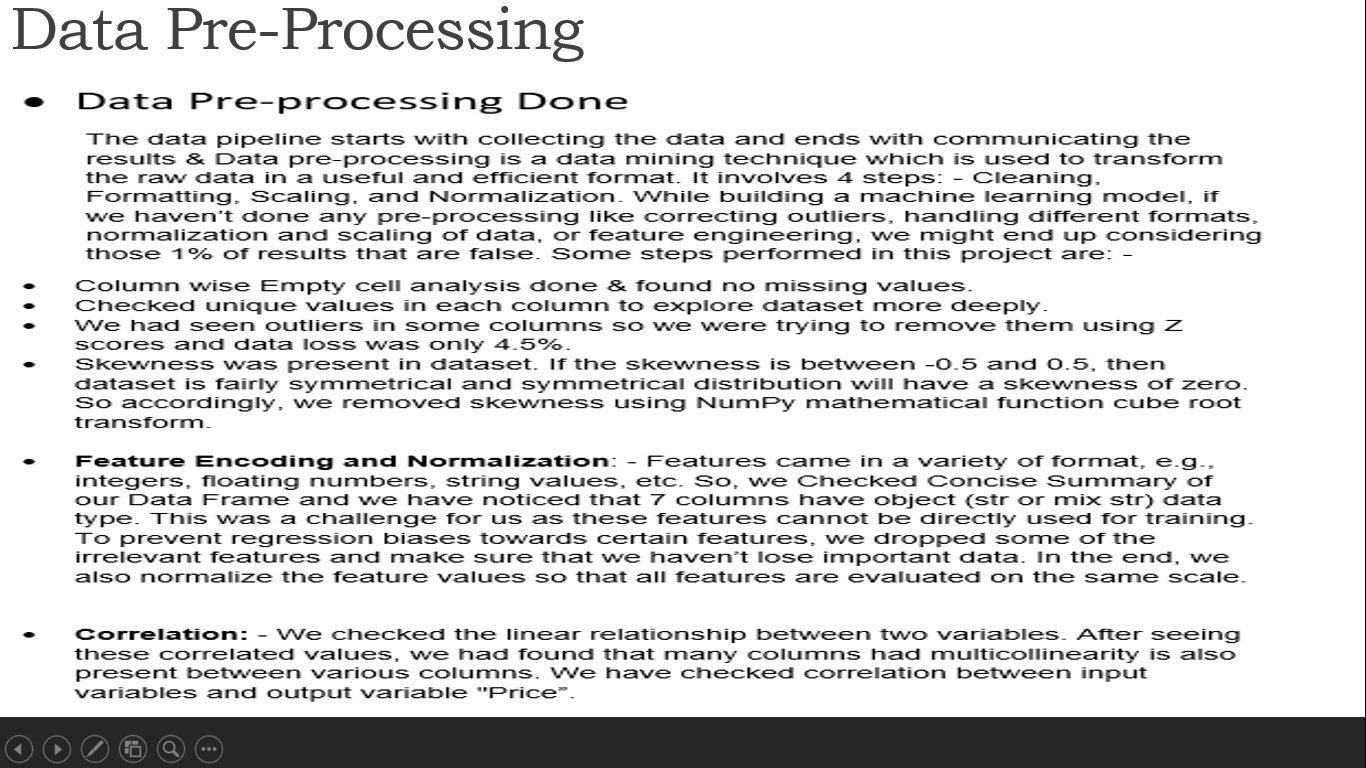 Data Pre-Processing
● Data Pre-processing Done
The data pipeline starts with collecting the data and ends with communicating the
results & Data pre-processing is a data mining technique which is used to transform
the raw data in a useful and efficient format. It involves 4 steps: - Cleaning,
Formatting, Scaling, and Normalization. While building a machine learning model, if
we haven't done any pre-processing like correcting outliers, handling different formats,
normalization and scaling of data, or feature engineering, we might end up considering
those 1% of results that are false. Some steps performed in this project are: -
• Column wise Empty cell analysis done & found no missing values.
• Checked unique values in each column to explore dataset more deeply.
• We had seen outliers in some columns so we were trying to remove them using Z
scores and data loss was only 4.5%.
• Skewness was present in dataset. If the skewness is between -0.5 and 0.5, then
dataset is fairly symmetrical and symmetrical distribution will have a skewness of zero.
So accordingly, we removed skewness using NumPy mathematical function cube root
transform.
• Feature Encoding and Normalization: - Features came in a variety of format, e.g.,
integers, floating numbers, string values, etc. So, we Checked Concise Summary of
our Data Frame and we have noticed that 7 columns have object (str or mix str) data
type. This was a challenge for us as these features cannot be directly used for training.
To prevent regression biases towards certain features, we dropped some of the
irrelevant features and make sure that we haven't lose important data. In the end, we
also normalize the feature values so that all features are evaluated on the same scale.
• Correlation: - We checked the linear relationship between two variables. After seeing
these correlated values, we had found that many columns had multicollinearity is also
present between various columns. We have checked correlation between input
variables and output variable "Price”.